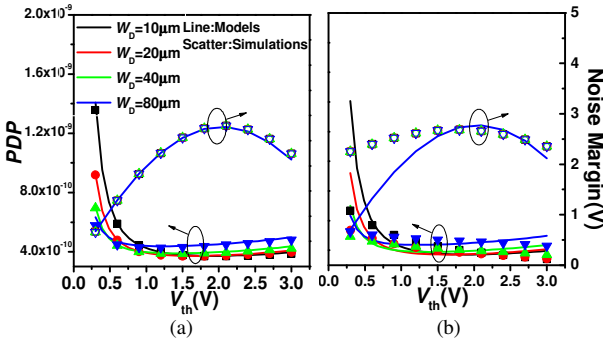 2.0x10⁻⁹
1.6x10⁻⁹
1.4x10⁻⁹
1.2x10⁻⁹
8.0x10⁻¹⁰
4.0x10⁻¹⁰
PDP
(a)
(b)
W_D=10μm Line:Models
W_D=20μm Scatter:Simulations
W_D=40μm
W_D=80μm
5
4
3
2
1
0
Noise Margin(V)
0.0 0.5 1.0 1.5 2.0 2.5 3.0
0.0 0.5 1.0 1.5 2.0 2.5 3.0
V_th(V)
V_th(V)
(a)
(b)